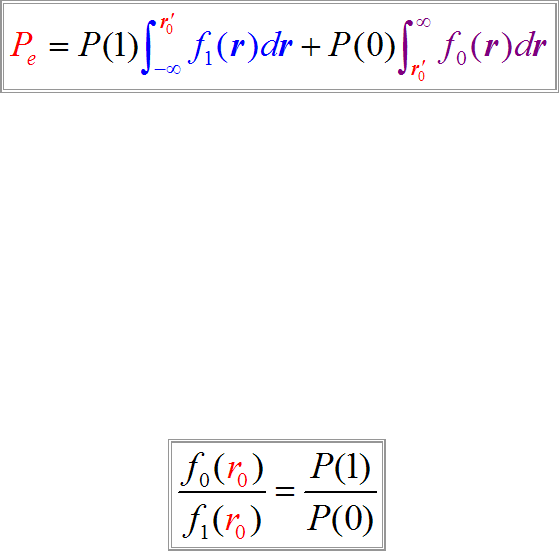 Pₑ = P(1)∫_{−∞}^{r₀′} f₁(r)dr + P(0)∫_{r₀′}^{∞} f₀(r)dr
f₀(r₀)/f₁(r₀) = P(1)/P(0)